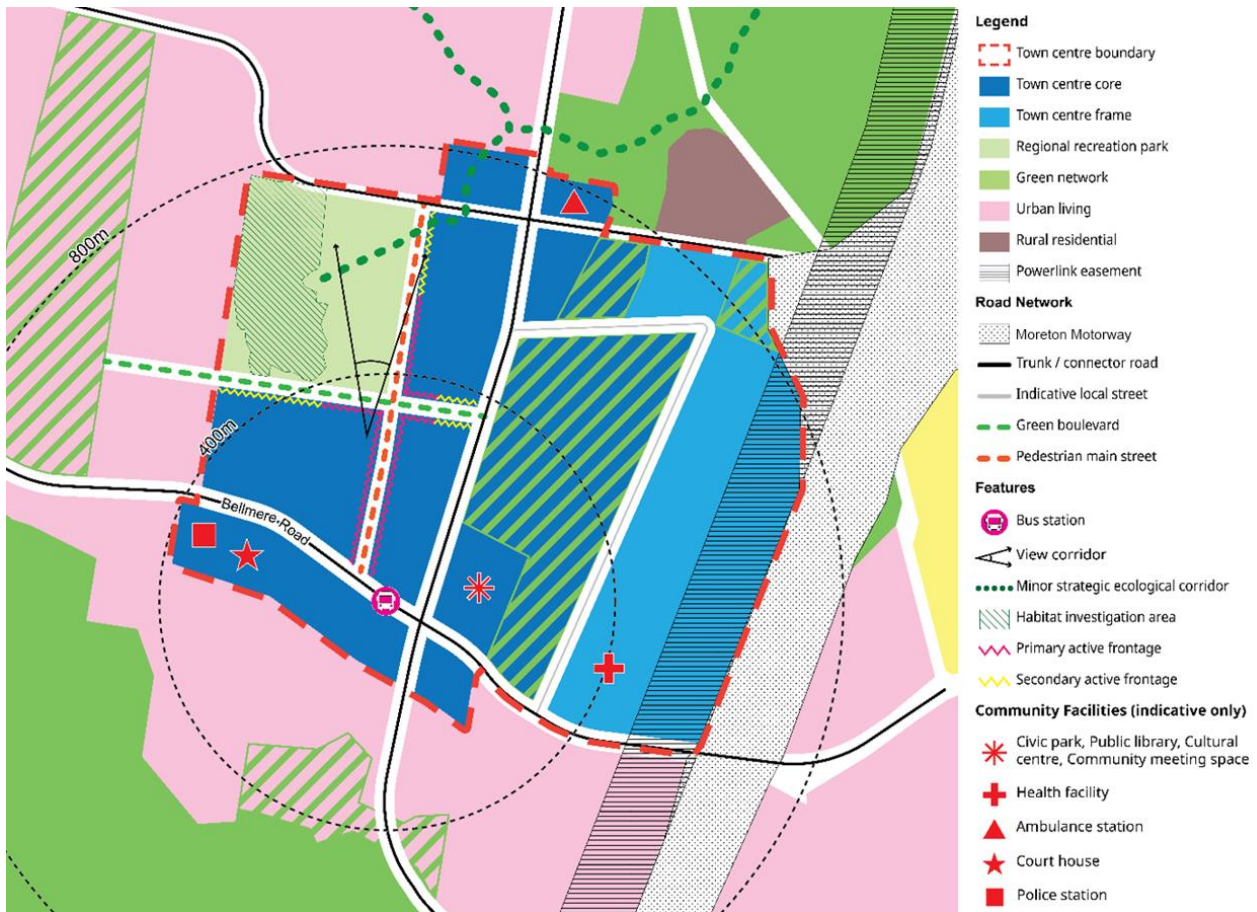 800m
400m
Bellmere Road
Legend
Town centre boundary
Town centre core
Town centre frame
Regional recreation park
Green network
Urban living
Rural residential
Powerlink easement
Road Network
Moreton Motorway
Trunk / connector road
Indicative local street
Green boulevard
Pedestrian main street
Features
Bus station
View corridor
Minor strategic ecological corridor
Habitat investigation area
Primary active frontage
Secondary active frontage
Community Facilities (indicative only)
Civic park, Public library, Cultural
centre, Community meeting space
Health facility
Ambulance station
Court house
Police station